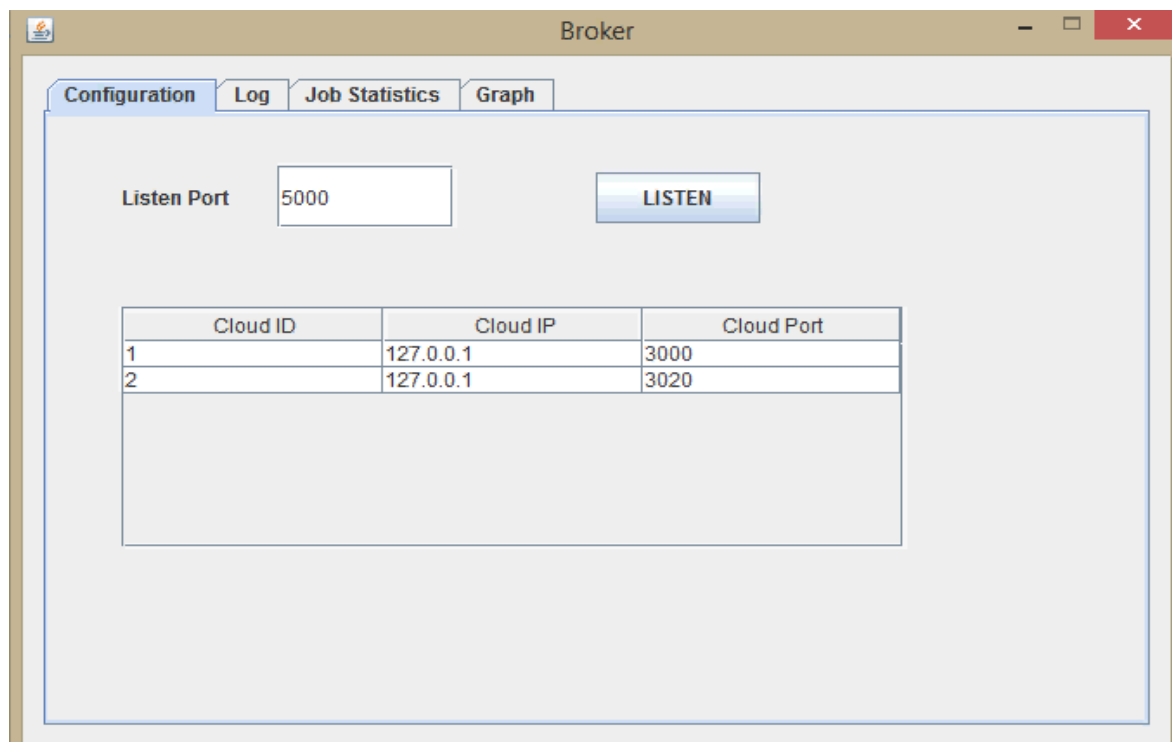 Broker
Configuration Log Job Statistics Graph
Listen Port 5000 LISTEN
Cloud ID Cloud IP Cloud Port
1 127.0.0.1 3000
2 127.0.0.1 3020